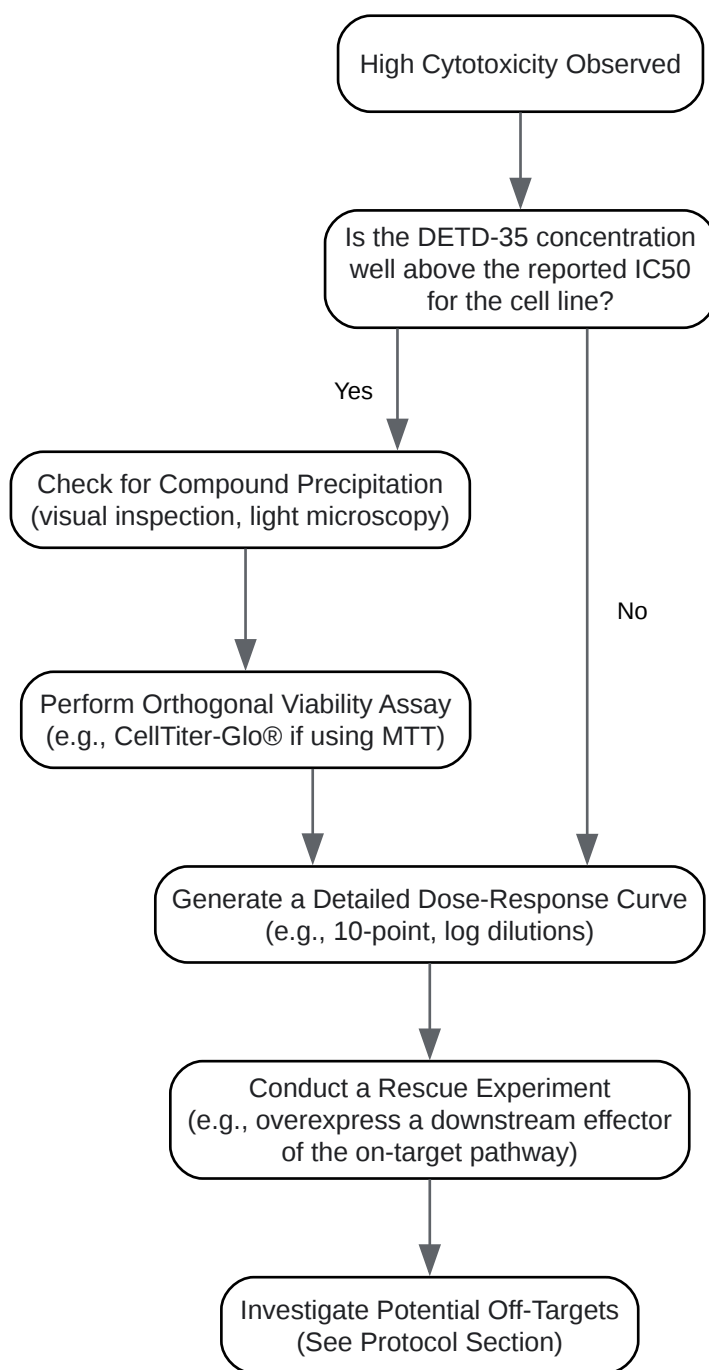 High Cytotoxicity Observed
Is the DETD-35 concentration
well above the reported IC50
for the cell line?
Yes
Check for Compound Precipitation
(visual inspection, light microscopy)
No
Perform Orthogonal Viability Assay
(e.g., CellTiter-Glo® if using MTT)
Generate a Detailed Dose-Response Curve
(e.g., 10-point, log dilutions)
Conduct a Rescue Experiment
(e.g., overexpress a downstream effector
of the on-target pathway)
Investigate Potential Off-Targets
(See Protocol Section)